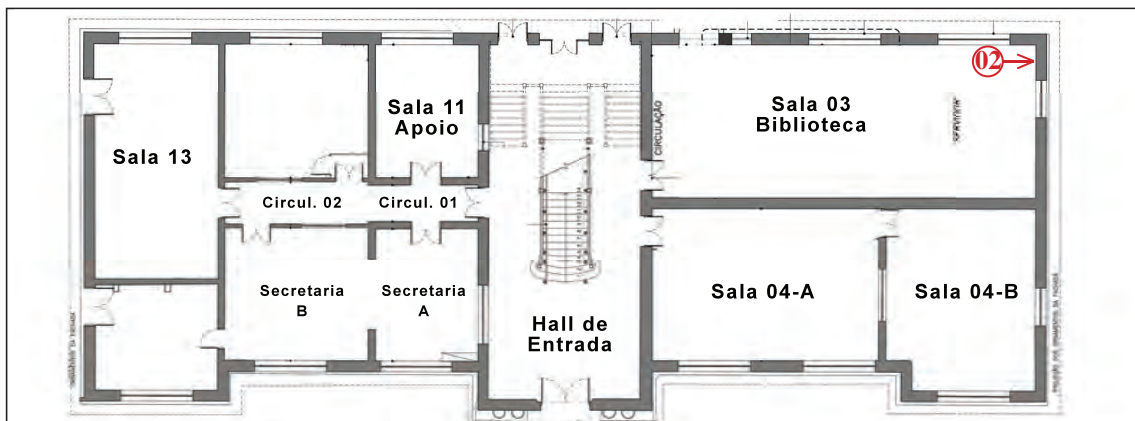 02
Sala 03
Biblioteca
Sala 11
Apoio
CIRCULAÇÃO
Sala 13
Circul. 02
Circul. 01
Secretaria
B
Secretaria
A
Sala 04-A
Sala 04-B
Hall de
Entrada